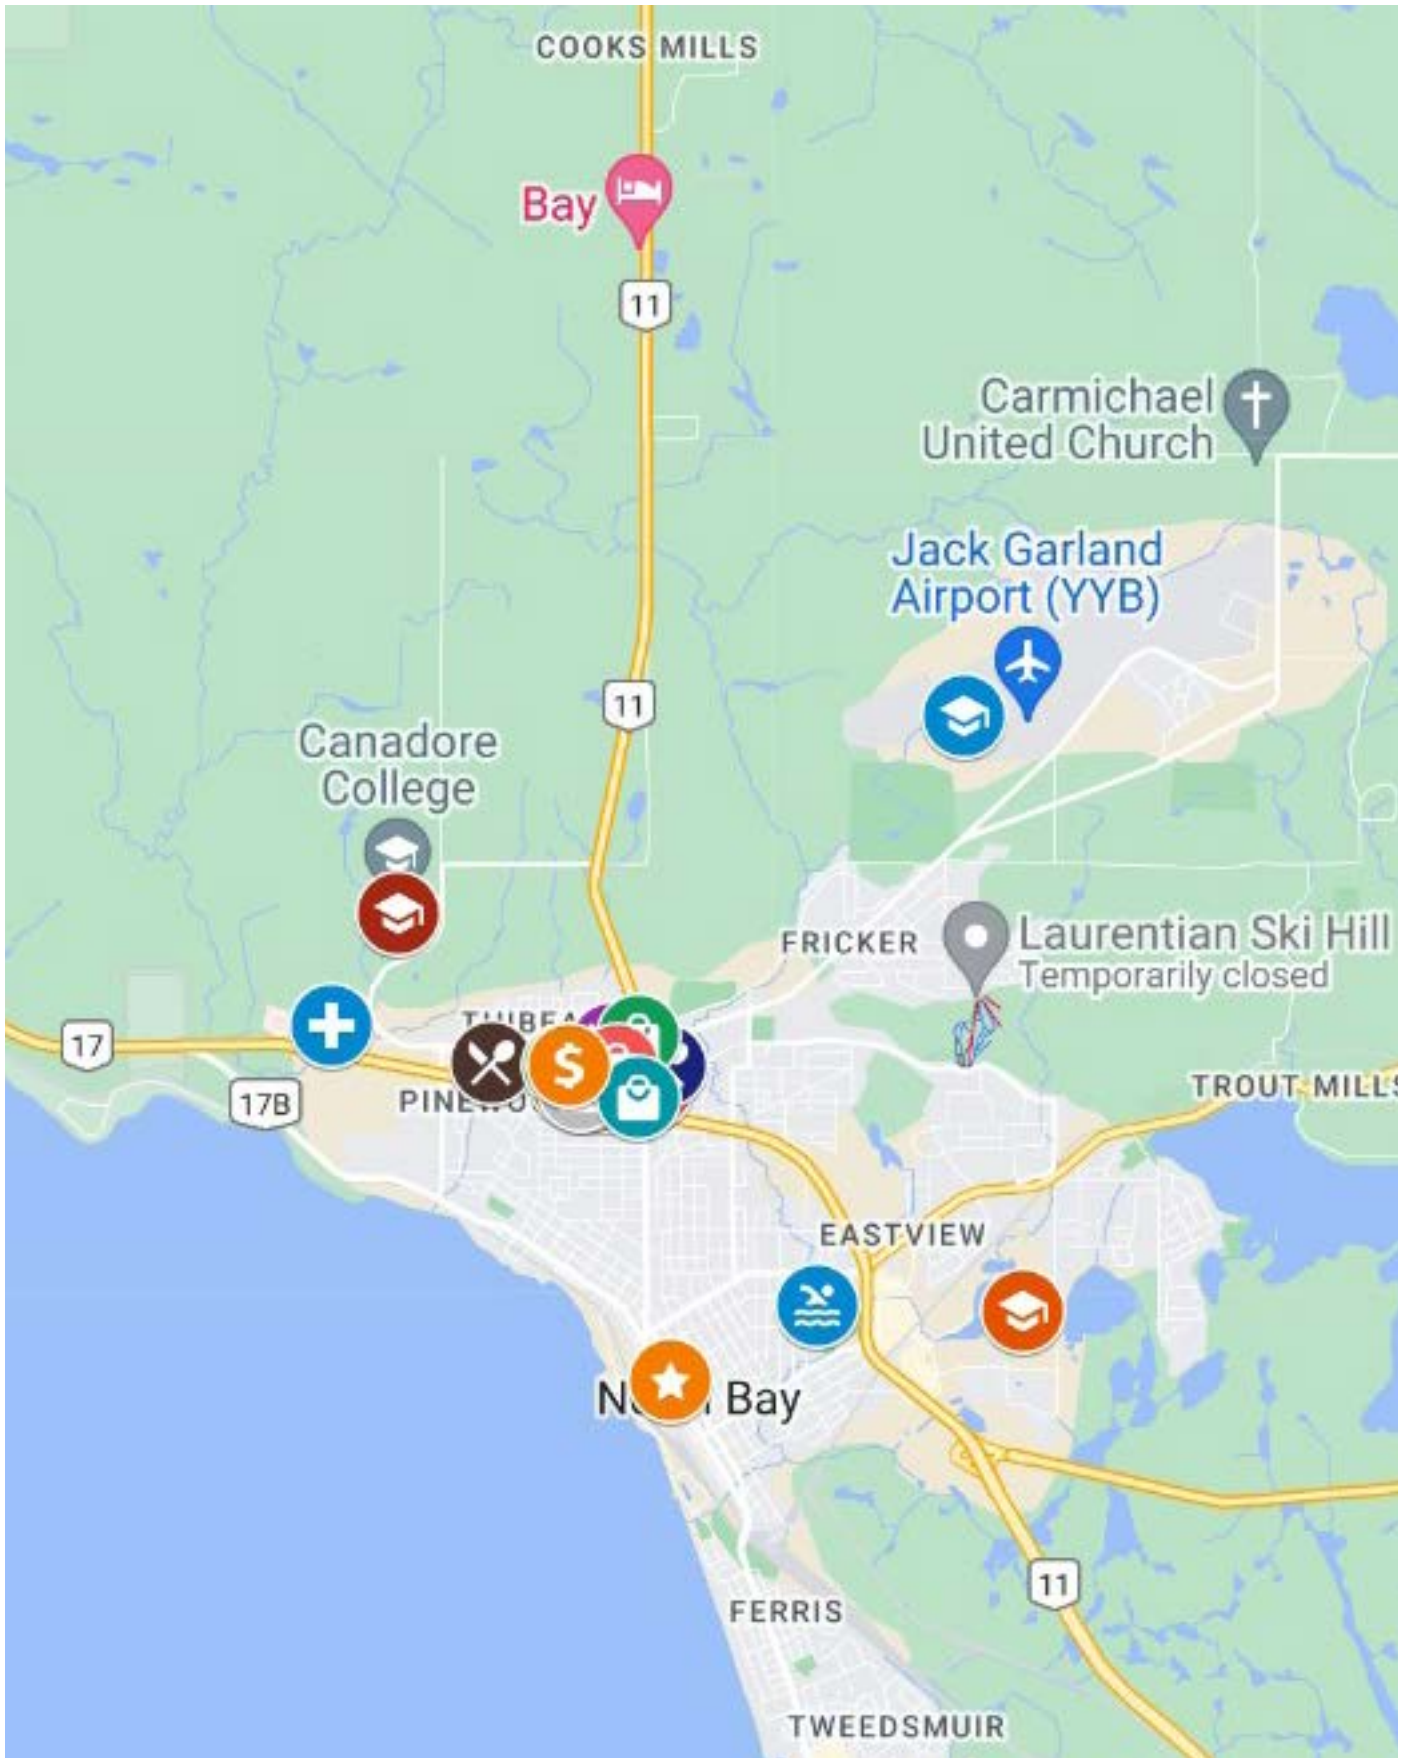 COOKS MILLS
Bay
11
Carmichael
United Church
Jack Garland
Airport (YYB)
11
Canadore
College
FRICKER
Laurentian Ski Hill
Temporarily closed
17
$
TROUT MILLS
17B
EASTVIEW
Bay
11
FERRIS
TWEEDSMUIR